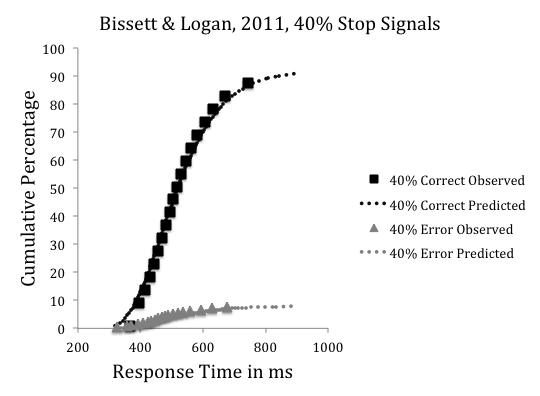 Bissett & Logan, 2011, 40% Stop Signals
Cumulative Percentage
100
90
80
70
60
50
40
30
20
10
0
200
400
600
800
1000
Response Time in ms
40% Correct Observed
40% Correct Predicted
40% Error Observed
40% Error Predicted